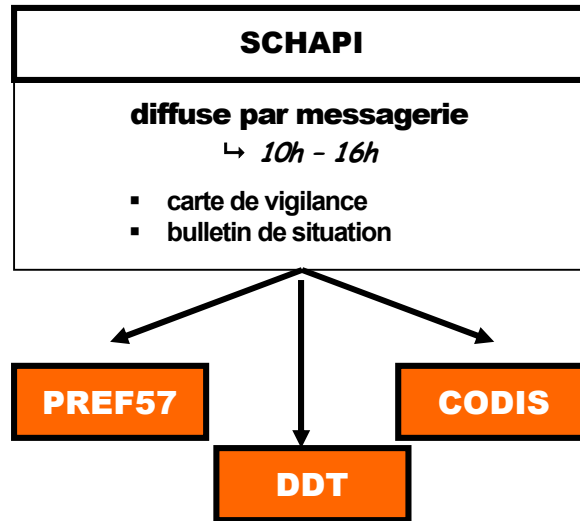 SCHAPI
diffuse par messagerie
↳ 10h – 16h
▪ carte de vigilance
▪ bulletin de situation
PREF57
CODIS
DDT